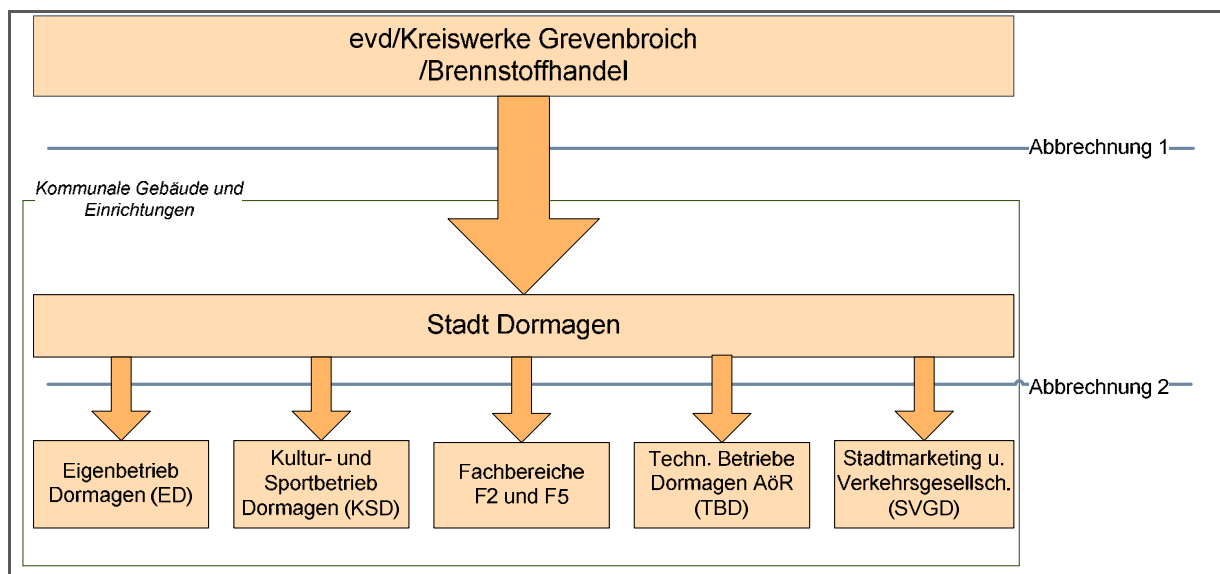 evd/Kreiswerke Grevenbroich
/Brennstoffhandel
Abbrechnung 1
Kommunale Gebäude und
Einrichtungen
Stadt Dormagen
Abbrechnung 2
Eigenbetrieb
Dormagen (ED)
Kultur- und
Sportbetrieb
Dormagen (KSD)
Fachbereiche
F2 und F5
Techn. Betriebe
Dormagen AöR
(TBD)
Stadtmarketing u.
Verkehrsgesellsch.
(SVGD)